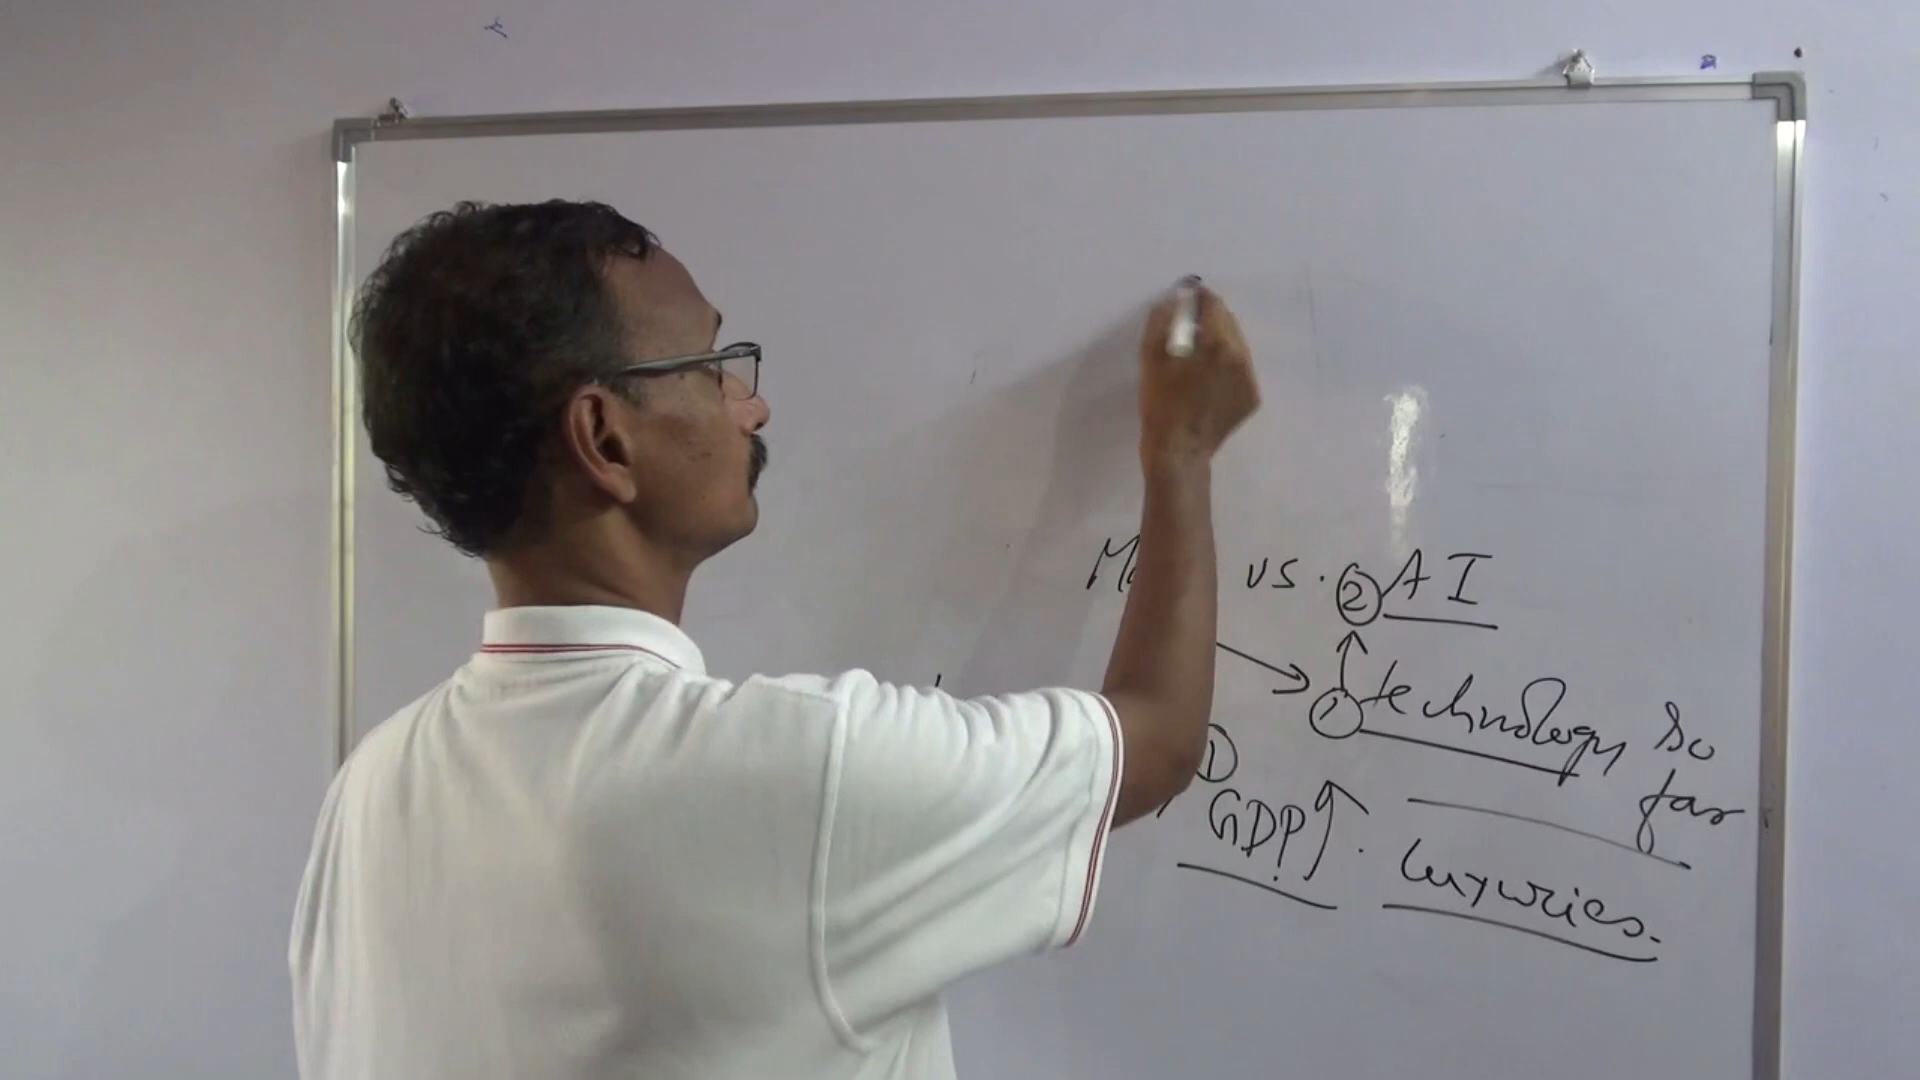 vs. ② AI
① technology so
far
D
GDP↑. luxuries.